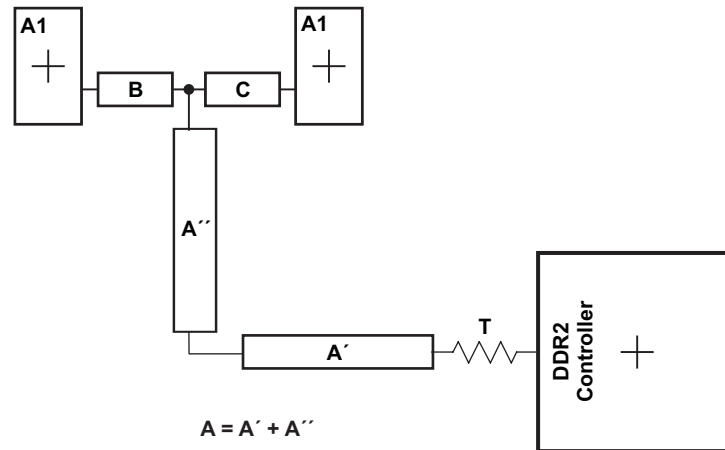 A1
A1
B
C
A´´
T
A´
DDR2
Controller
A = A´ + A´´